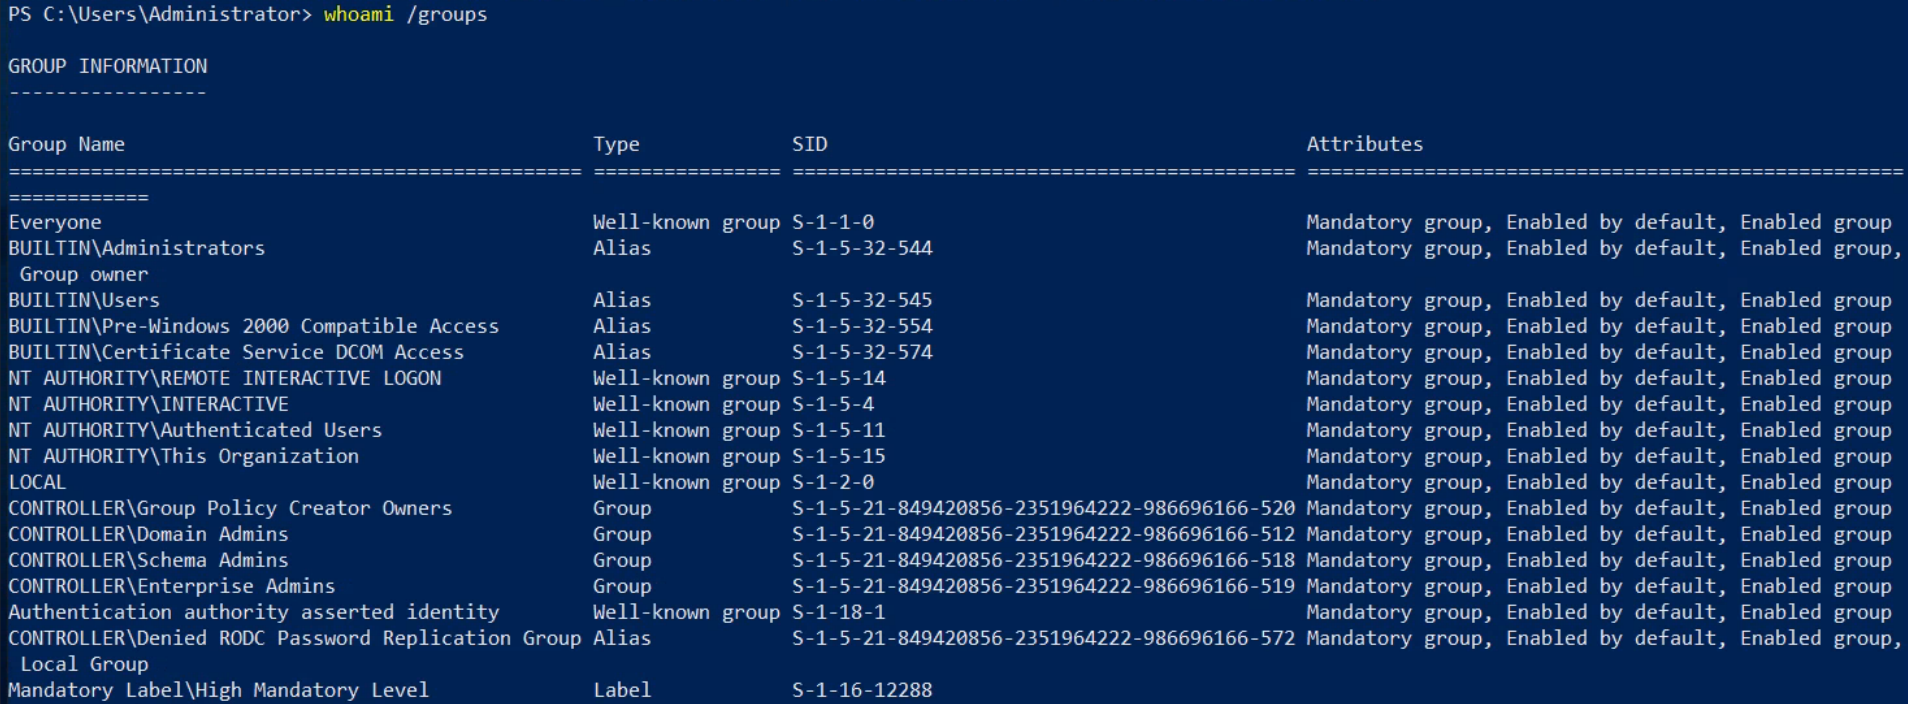 PS C:\Users\Administrator> whoami /groups
GROUP INFORMATION
-----------------
Group Name Type SID Attributes
================================================= ================ =========================================== ===================================================
============
Everyone Well-known group S-1-1-0 Mandatory group, Enabled by default, Enabled group
BUILTIN\Administrators Alias S-1-5-32-544 Mandatory group, Enabled by default, Enabled group,
Group owner
BUILTIN\Users Alias S-1-5-32-545 Mandatory group, Enabled by default, Enabled group
BUILTIN\Pre-Windows 2000 Compatible Access Alias S-1-5-32-554 Mandatory group, Enabled by default, Enabled group
BUILTIN\Certificate Service DCOM Access Alias S-1-5-32-574 Mandatory group, Enabled by default, Enabled group
NT AUTHORITY\REMOTE INTERACTIVE LOGON Well-known group S-1-5-14 Mandatory group, Enabled by default, Enabled group
NT AUTHORITY\INTERACTIVE Well-known group S-1-5-4 Mandatory group, Enabled by default, Enabled group
NT AUTHORITY\Authenticated Users Well-known group S-1-5-11 Mandatory group, Enabled by default, Enabled group
NT AUTHORITY\This Organization Well-known group S-1-5-15 Mandatory group, Enabled by default, Enabled group
LOCAL Well-known group S-1-2-0 Mandatory group, Enabled by default, Enabled group
CONTROLLER\Group Policy Creator Owners Group S-1-5-21-849420856-2351964222-986696166-520 Mandatory group, Enabled by default, Enabled group
CONTROLLER\Domain Admins Group S-1-5-21-849420856-2351964222-986696166-512 Mandatory group, Enabled by default, Enabled group
CONTROLLER\Schema Admins Group S-1-5-21-849420856-2351964222-986696166-518 Mandatory group, Enabled by default, Enabled group
CONTROLLER\Enterprise Admins Group S-1-5-21-849420856-2351964222-986696166-519 Mandatory group, Enabled by default, Enabled group
Authentication authority asserted identity Well-known group S-1-18-1 Mandatory group, Enabled by default, Enabled group
CONTROLLER\Denied RODC Password Replication Group Alias S-1-5-21-849420856-2351964222-986696166-572 Mandatory group, Enabled by default, Enabled group,
Local Group
Mandatory Label\High Mandatory Level Label S-1-16-12288